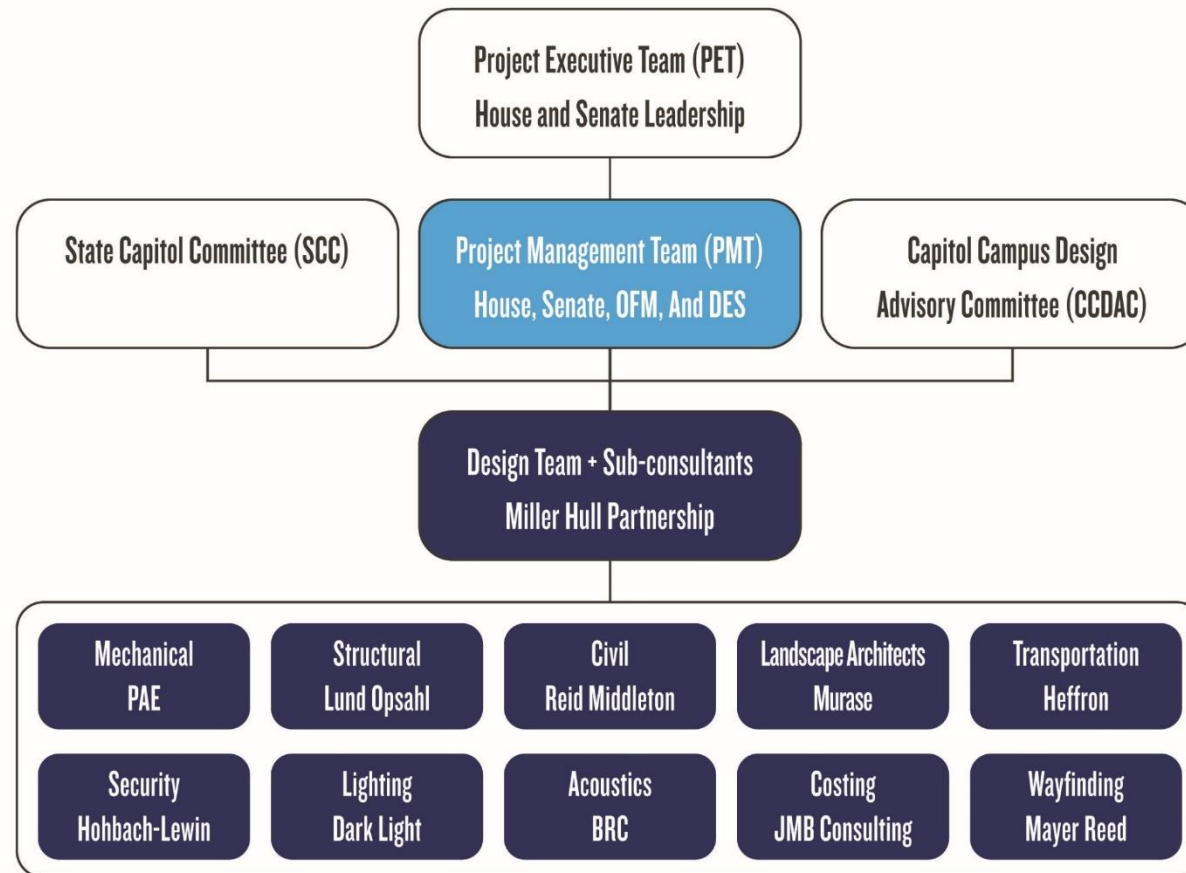 Project Executive Team (PET)
House and Senate Leadership
State Capitol Committee (SCC)
Project Management Team (PMT)
House, Senate, OFM, And DES
Capitol Campus Design
Advisory Committee (CCDAC)
Design Team + Sub-consultants
Miller Hull Partnership
Mechanical
PAE
Structural
Lund Opsahl
Civil
Reid Middleton
Landscape Architects
Murase
Transportation
Heffron
Security
Hohbach-Lewin
Lighting
Dark Light
Acoustics
BRC
Costing
JMB Consulting
Wayfinding
Mayer Reed